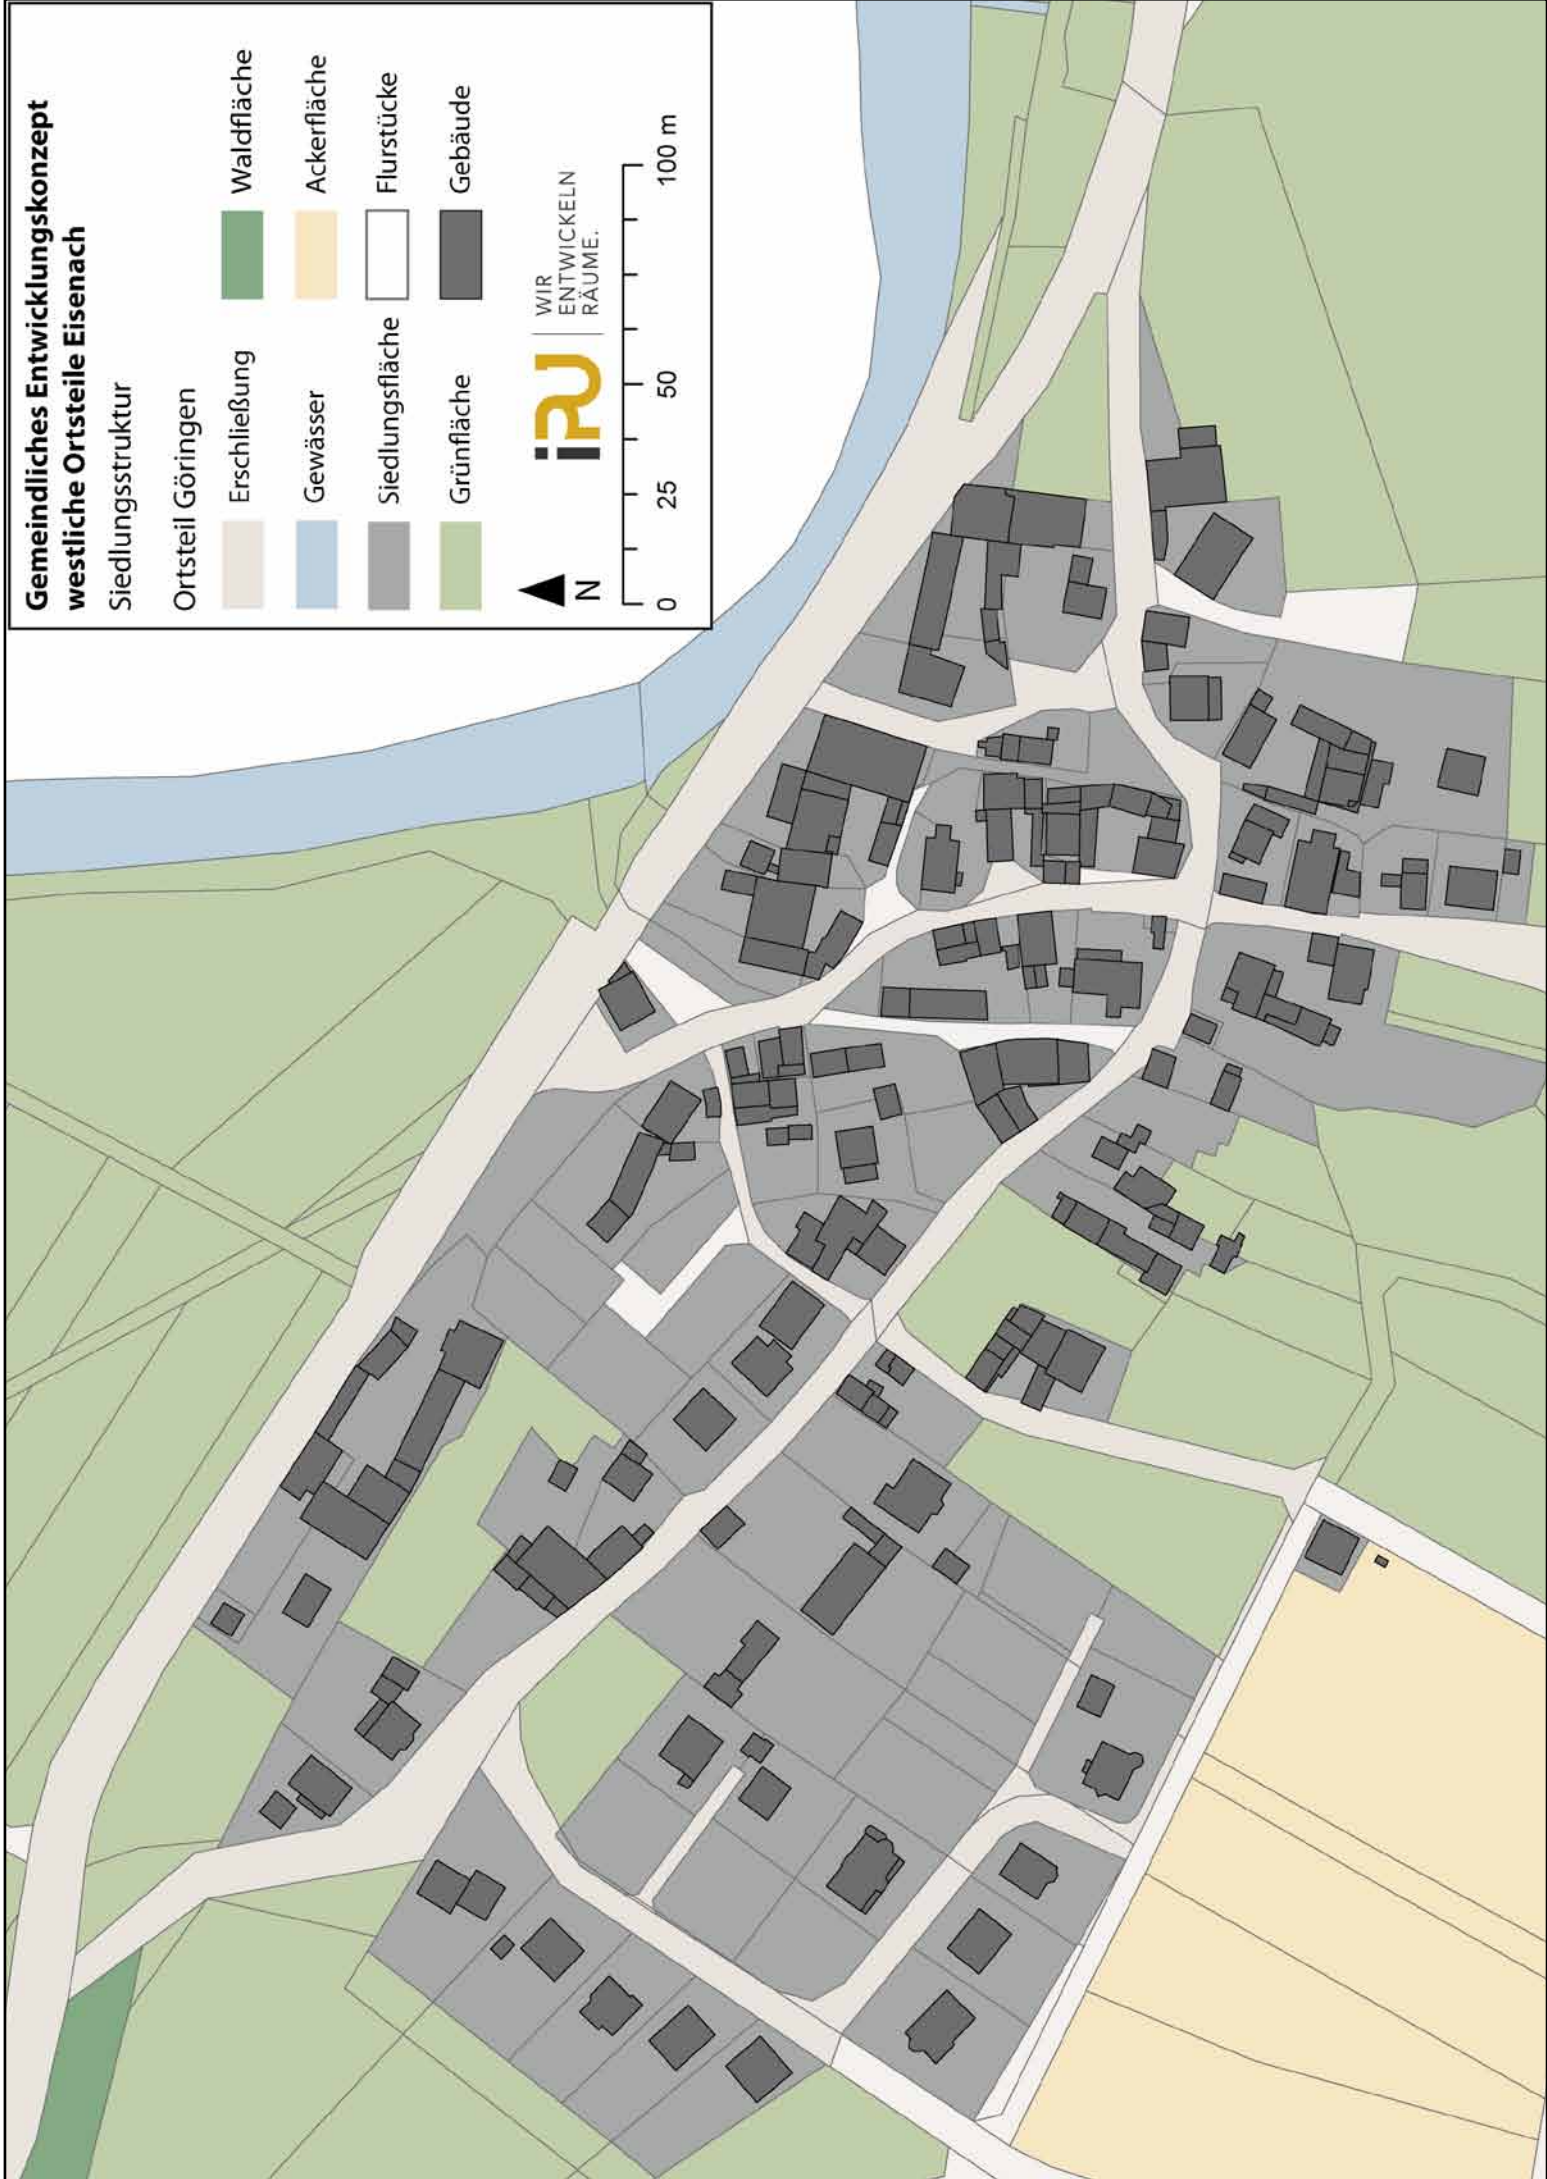 Gemeindliches Entwicklungskonzept
westliche Ortsteile Eisenach
Siedlungsstruktur
Ortsteil Göringen
Erschließung
Waldfläche
Gewässer
Ackerfläche
Siedlungsfläche
Flurstücke
Grünfläche
Gebäude
N
iPU
WIR
ENTWICKELN
RÄUME.
0 25 50 100 m